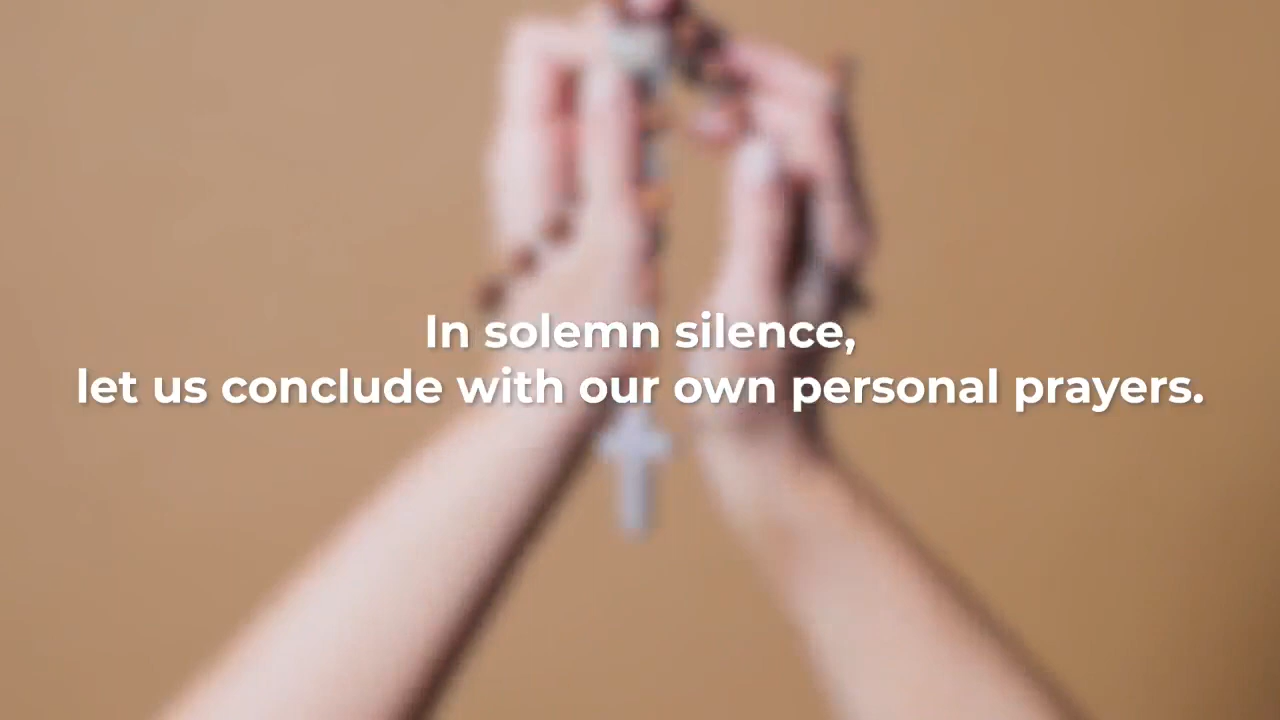 In solemn silence,
let us conclude with our own personal prayers.